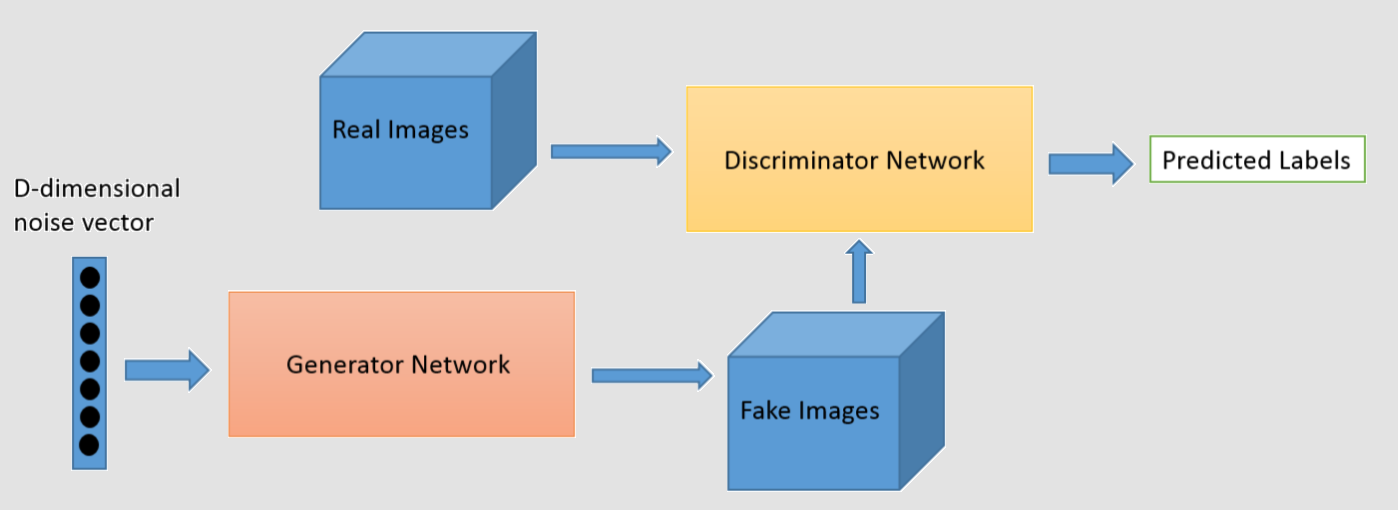 Real Images
Discriminator Network
Predicted Labels
D-dimensional
noise vector
Generator Network
Fake Images